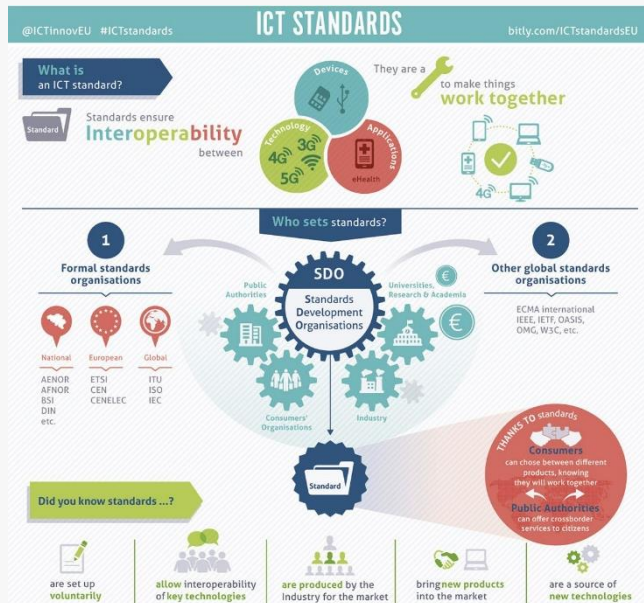 @ICTinnovEU #ICTstandards
ICT STANDARDS
bitly.com/ICTstandardsEU
What is
an ICT standard?
Standard
Standards ensure
Interoperability
between
Devices
Technology
4G
3G
5G
Applications
eHealth
They are a
to make things
work together
4G
Who sets standards?
1
Formal standards
organisations
National
AENOR
AFNOR
BSI
DIN
etc.
European
ETSI
CEN
CENELEC
Global
ITU
ISO
IEC
SDO
Standards
Development
Organisations
Public
Authorities
Universities,
Research & Academia
€
€
Consumers'
Organisations
Industry
2
Other global standards
organisations
ECMA international
IEEE, IETF, OASIS,
OMG, W3C, etc.
Standard
THANKS TO standards
Consumers
can chose between different
products, knowing
they will work together
Public Authorities
can offer crossborder
services to citizens
Did you know standards ...?
are set up
voluntarily
allow interoperability
of key technologies
are produced by the
Industry for the market
bring new products
into the market
are a source of
new technologies